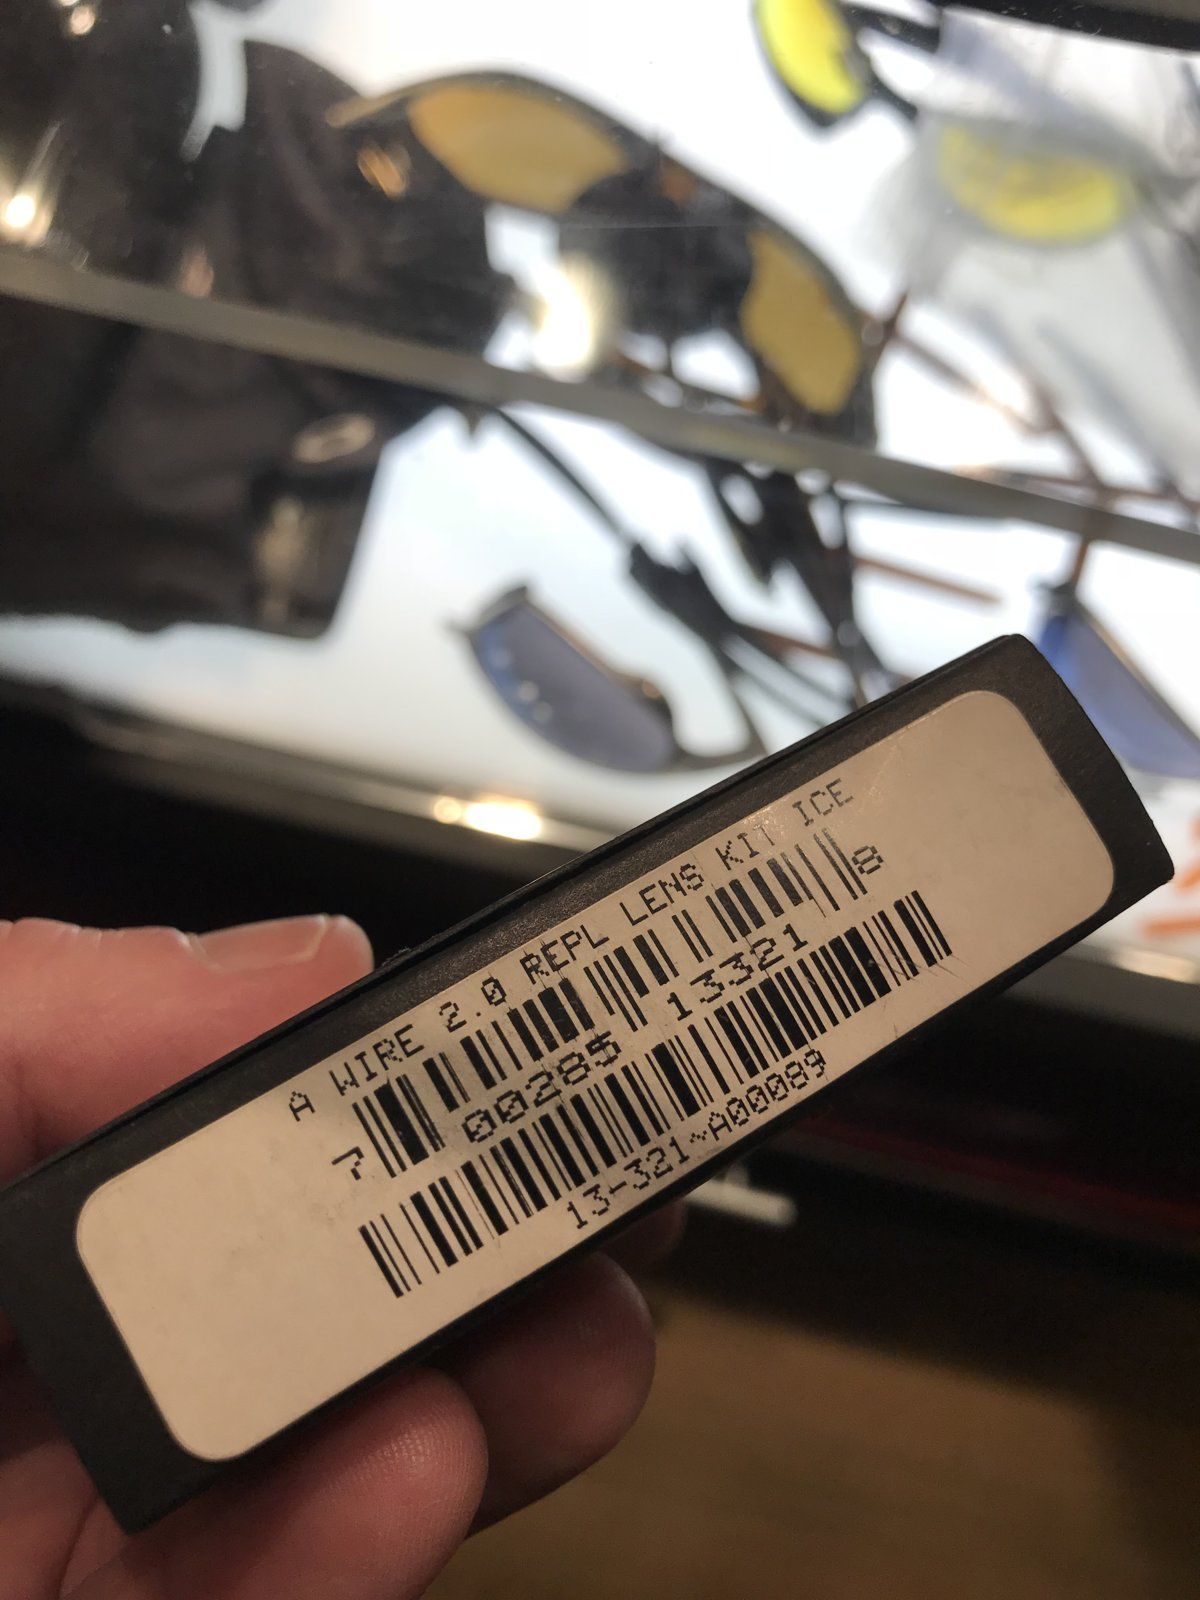 A WIRE 2.0 REPL LENS KIT ICE
7 00285 13321 8
13-321~A00089